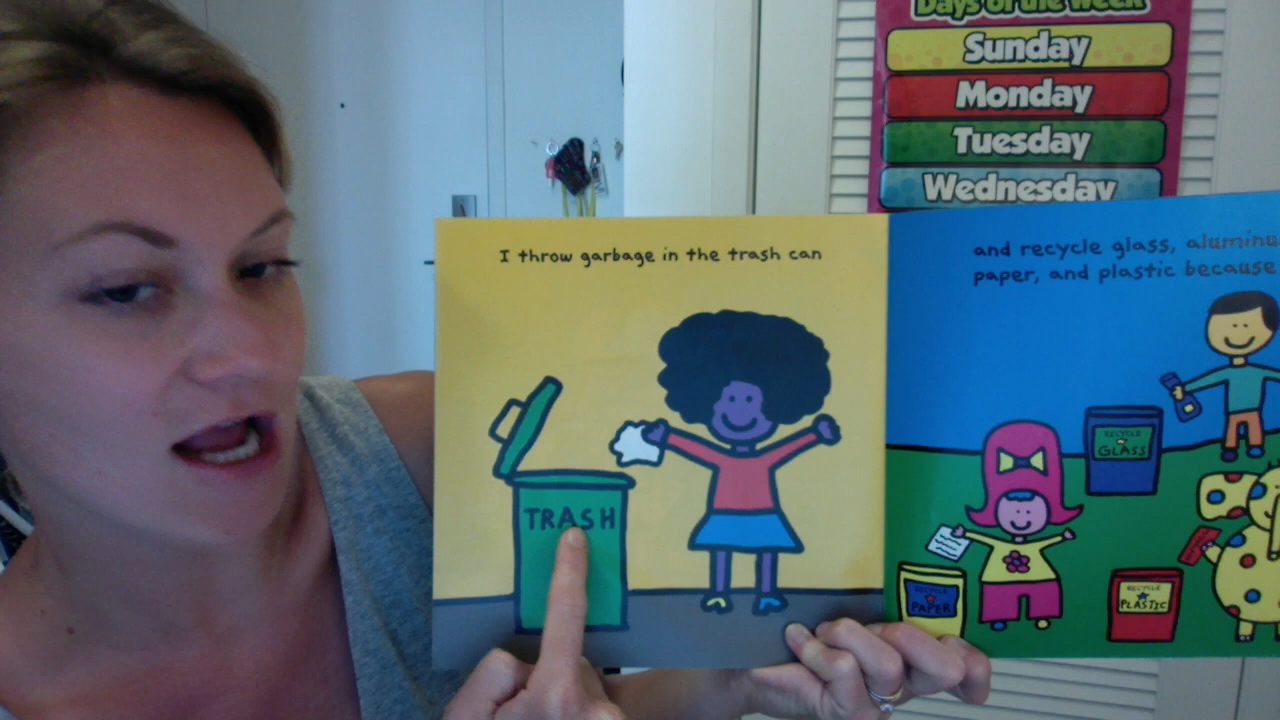 Days of the Week
Sunday
Monday
Tuesday
Wednesday
I throw garbage in the trash can
TRASH
and recycle glass,
paper, and plastic because
RECYCLE
GLASS
RECYCLE
PAPER
RECYCLE
PLASTIC